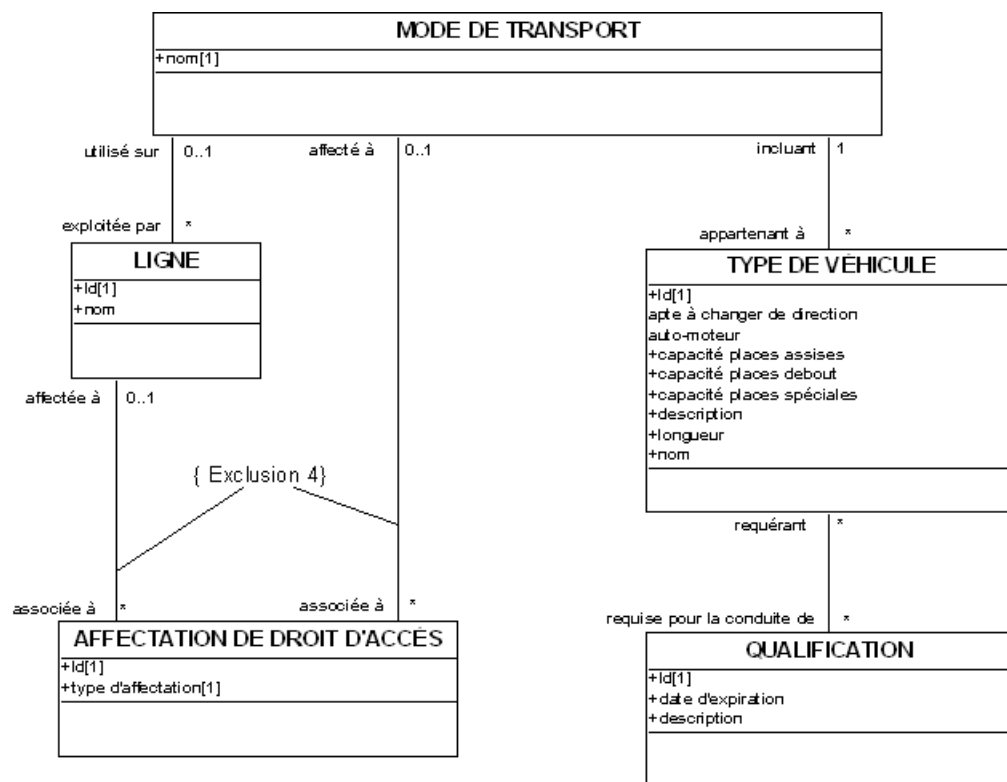 MODE DE TRANSPORT
+nom[1]
utilisé sur 0..1
affecté à 0..1
incluant 1
exploitée par *
appartenant à *
LIGNE
+Id[1]
+nom
TYPE DE VÉHICULE
+Id[1]
apte à changer de direction
auto-moteur
+capacité places assises
+capacité places debout
+capacité places spéciales
+description
+longueur
+nom
affectée à 0..1
{ Exclusion 4}
requérant *
associée à *
associée à *
requise pour la conduite de *
AFFECTATION DE DROIT D'ACCÈS
+Id[1]
+type d'affectation[1]
QUALIFICATION
+Id[1]
+date d'expiration
+description